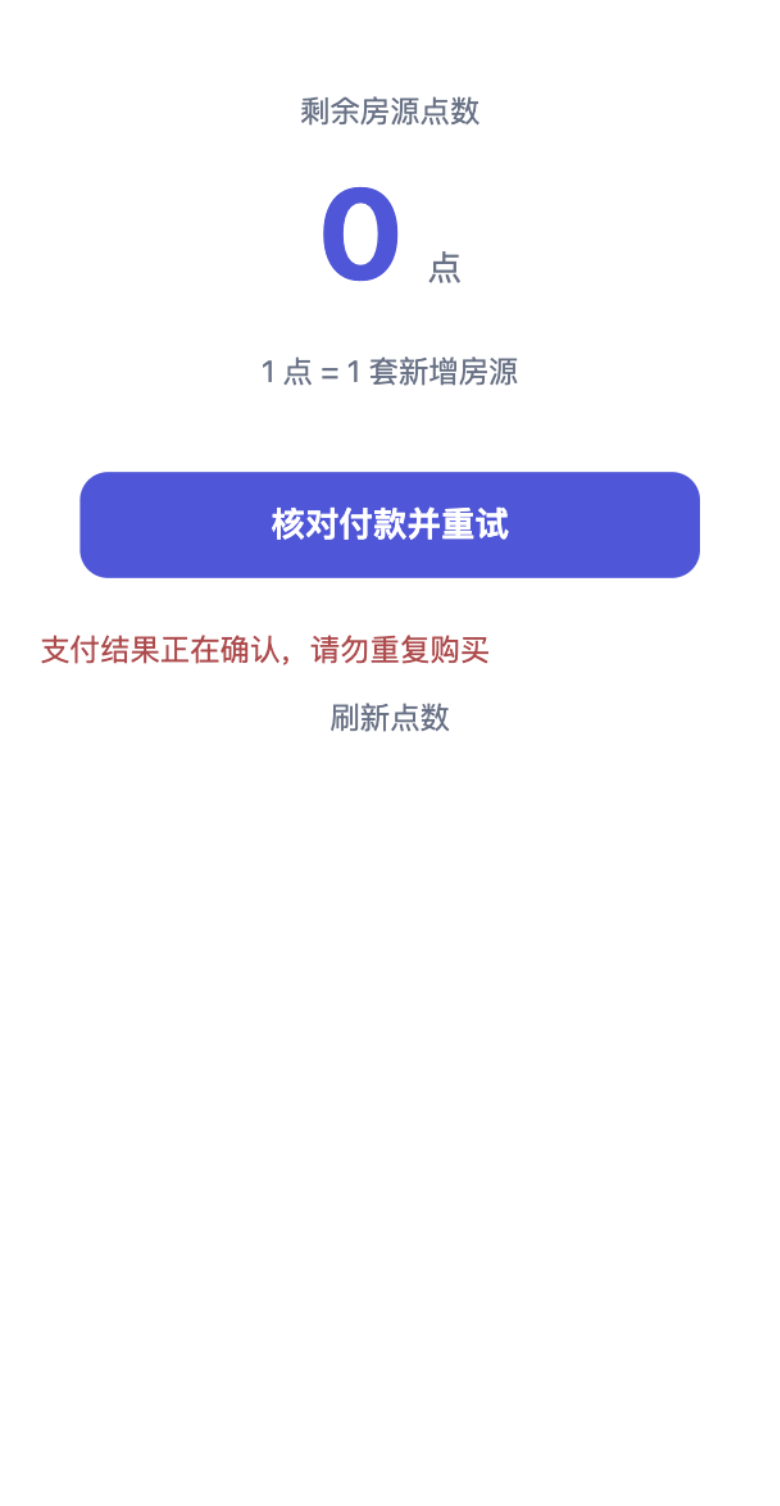 剩余房源点数
0 点
1 点 = 1 套新增房源
核对付款并重试
支付结果正在确认，请勿重复购买
刷新点数